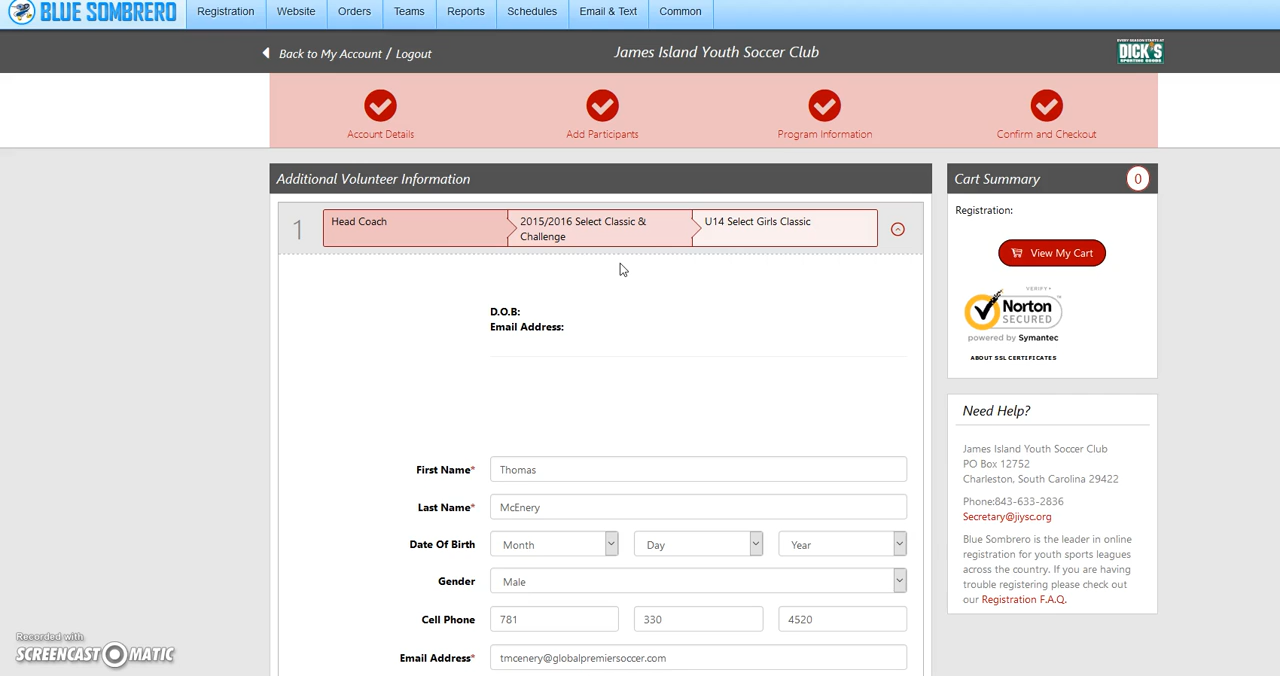 BLUE SOMBRERO
Registration Website Orders Teams Reports Schedules Email & Text Common
Back to My Account / Logout
James Island Youth Soccer Club
EVERY SEASON STARTS AT
DICK'S
SPORTING GOODS
Account Details
Add Participants
Program Information
Confirm and Checkout
Additional Volunteer Information
1
Head Coach
2015/2016 Select Classic &
Challenge
U14 Select Girls Classic
D.O.B:
Email Address:
First Name* Thomas
Last Name* McEnery
Date Of Birth Month Day Year
Gender Male
Cell Phone 781 330 4520
Email Address* tmcenery@globalpremiersoccer.com
Cart Summary 0
Registration:
View My Cart
VERIFY
Norton
SECURED
powered by Symantec
ABOUT SSL CERTIFICATES
Need Help?
James Island Youth Soccer Club
PO Box 12752
Charleston, South Carolina 29422
Phone:843-633-2836
Secretary@jiysc.org
Blue Sombrero is the leader in online
registration for youth sports leagues
across the country. If you are having
trouble registering please check out
our Registration F.A.Q.
Recorded with
SCREENCAST O MATIC